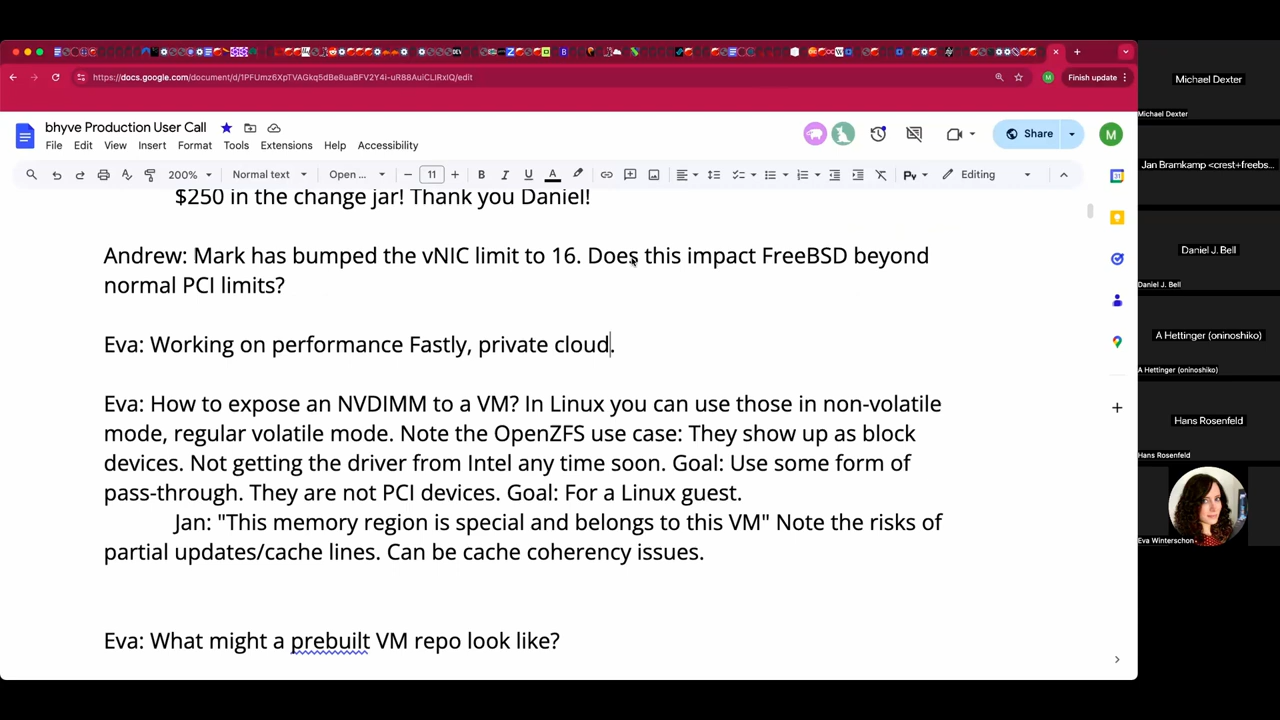 https://docs.google.com/document/d/1PFUmz6XpTVAGkq5dBe8uaBFV2Y4i-uR88AuiCLlRxIQ/edit
Finish update
bhyve Production User Call
File Edit View Insert Format Tools Extensions Help Accessibility
Share
M
200%
Normal text
Open ...
11
Editing
$250 in the change jar! Thank you Daniel!
Andrew: Mark has bumped the vNIC limit to 16. Does this impact FreeBSD beyond
normal PCI limits?
Eva: Working on performance Fastly, private cloud.
Eva: How to expose an NVDIMM to a VM? In Linux you can use those in non-volatile
mode, regular volatile mode. Note the OpenZFS use case: They show up as block
devices. Not getting the driver from Intel any time soon. Goal: Use some form of
pass-through. They are not PCI devices. Goal: For a Linux guest.
Jan: "This memory region is special and belongs to this VM" Note the risks of
partial updates/cache lines. Can be cache coherency issues.
Eva: What might a prebuilt VM repo look like?
Michael Dexter
Michael Dexter
Jan Bramkamp <crest+freebs...
Daniel J. Bell
Daniel J. Bell
A Hettinger (oninoshiko)
A Hettinger (oninoshiko)
Hans Rosenfeld
Hans Rosenfeld
Eva Winterschon